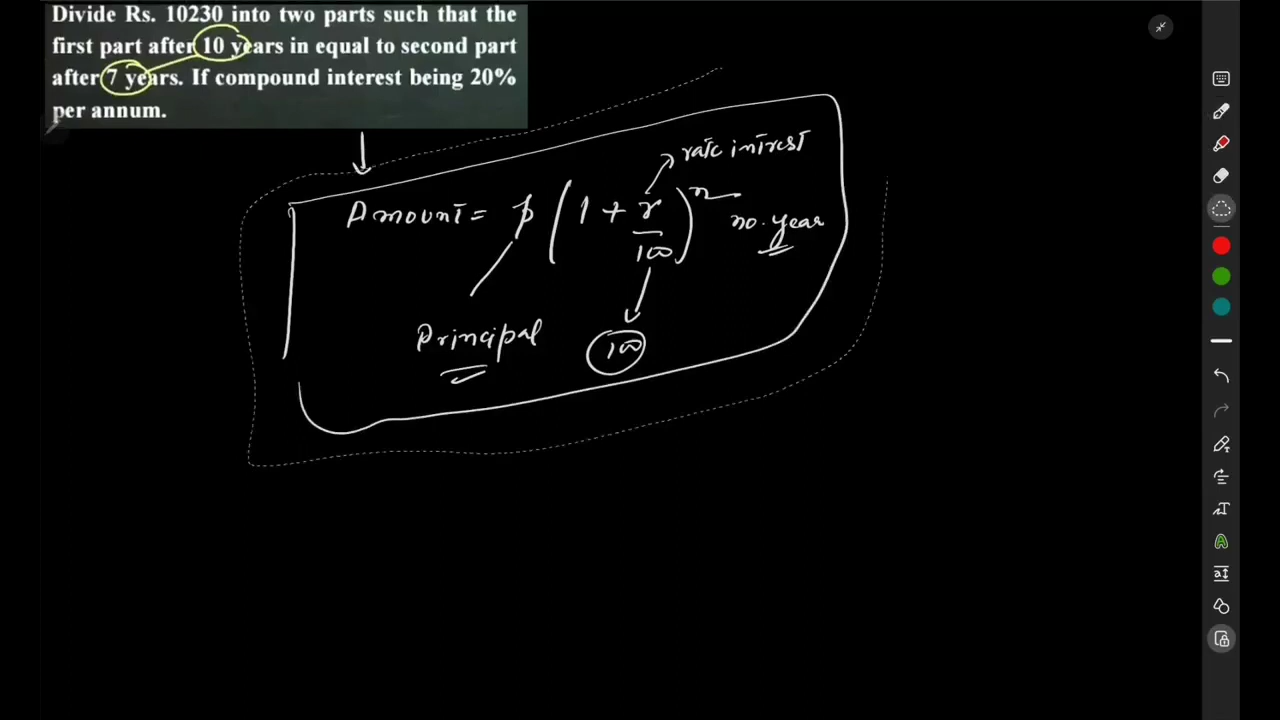 Divide Rs. 10230 into two parts such that the
first part after 10 years in equal to second part
after 7 years. If compound interest being 20%
per annum.
rate intrest
Amount = p ( 1 + r/100 )^n no. year
Principal 100